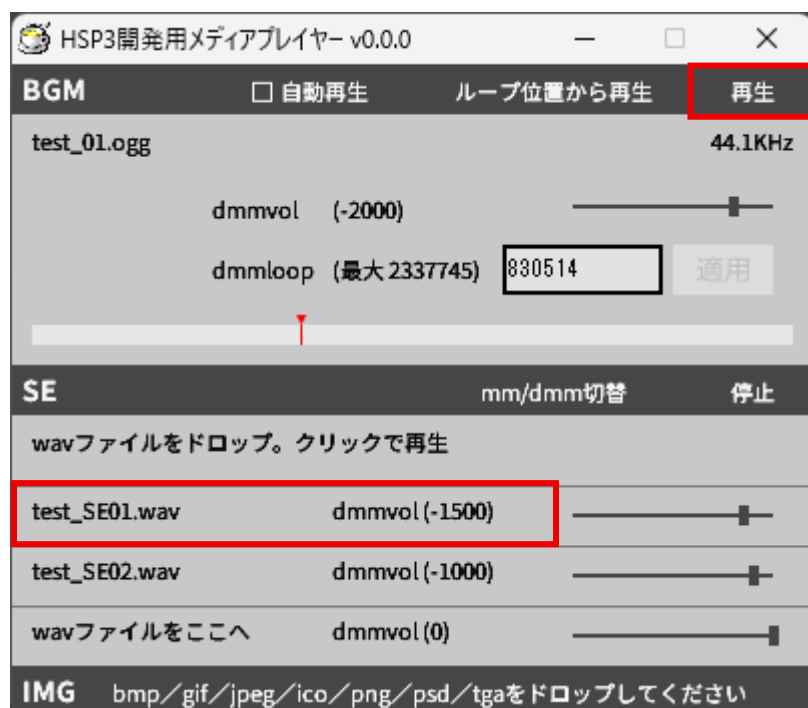 HSP3開発用メディアプレイヤー v0.0.0
BGM 自動再生 ループ位置から再生 再生
test_01.ogg 44.1KHz
dmmvol (-2000)
dmmloop (最大 2337745) 830514 適用
SE mm/dmm切替 停止
wavファイルをドロップ。クリックで再生
test_SE01.wav dmmvol (-1500)
test_SE02.wav dmmvol (-1000)
wavファイルをここへ dmmvol (0)
IMG bmp／gif／jpeg／ico／png／psd／tgaをドロップしてください